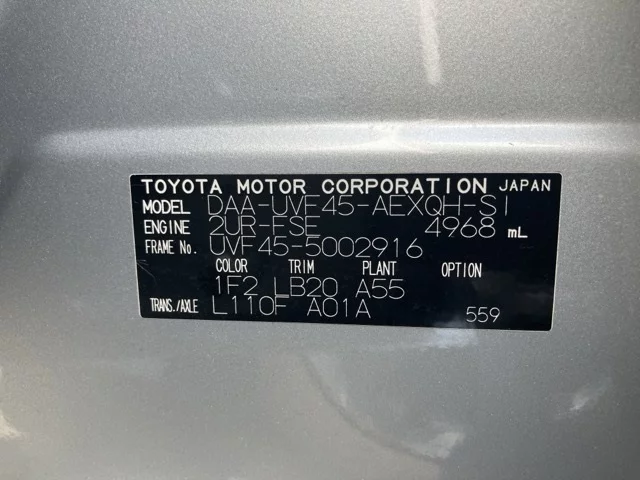 TOYOTA MOTOR CORPORATION JAPAN
MODEL DAA-UVF45-AEXQH-SI
ENGINE 2UR-FSE 4968 mL
FRAME No. UVF45-5002916
COLOR TRIM PLANT OPTION
1F2 LB20 A55
TRANS./AXLE L110F A01A 559